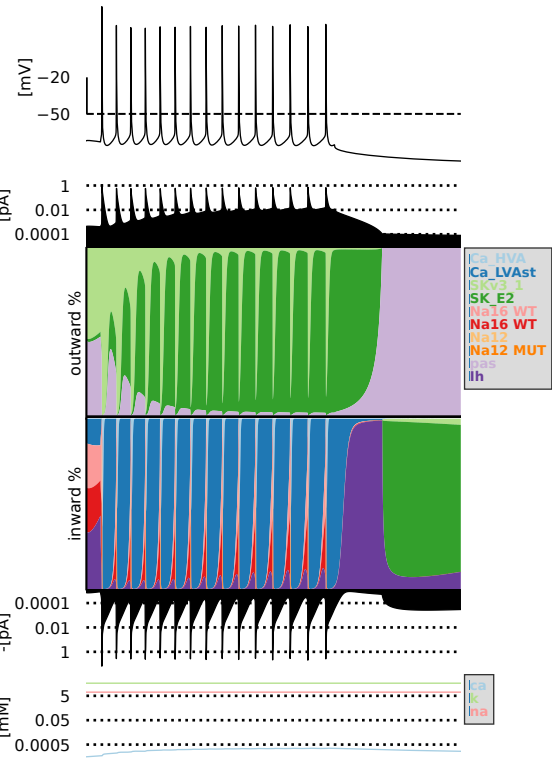 [mV]
−20
−50
[pA]
1
0.01
0.0001
outward %
Ca_HVA
Ca_LVAst
SKv3_1
SK_E2
Na16 WT
Na16 WT
Na12
Na12 MUT
pas
Ih
inward %
-[pA]
0.0001
0.01
1
[mM]
5
0.05
0.0005
ca
k
na